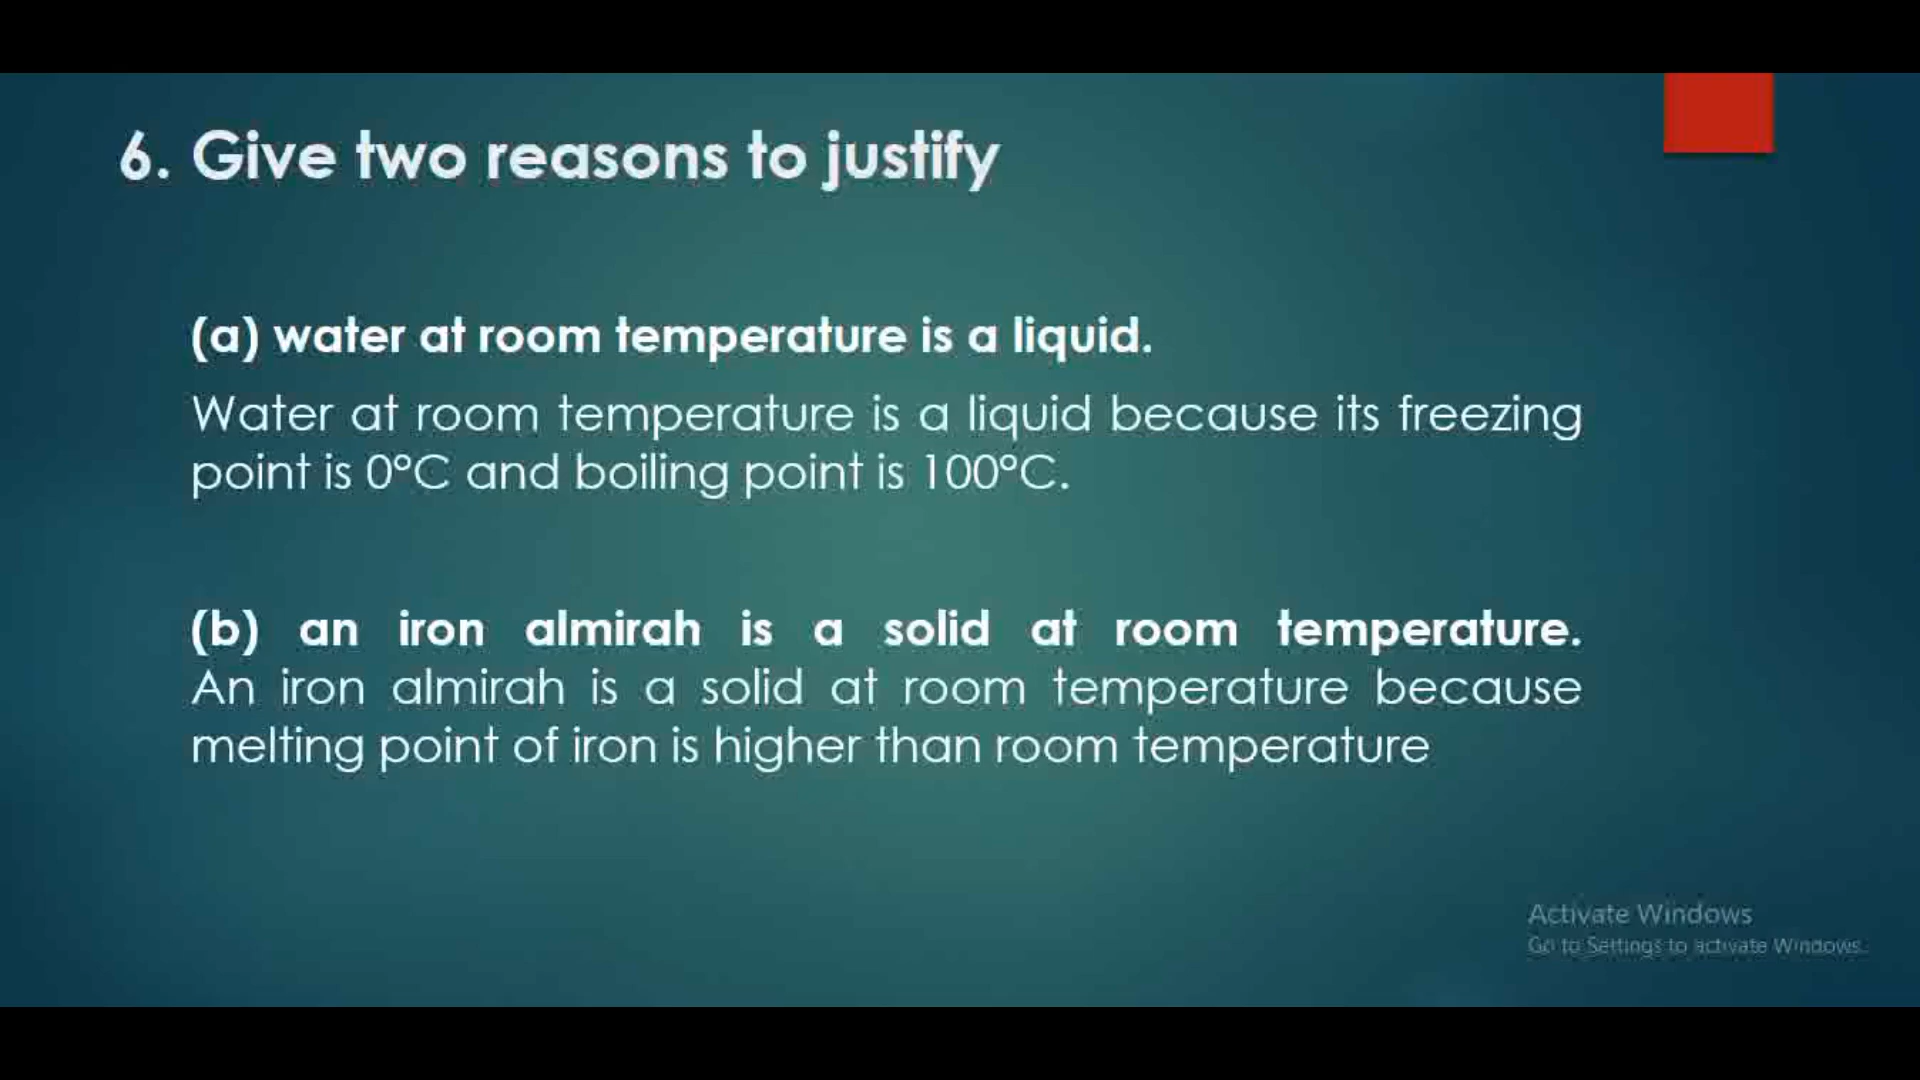 6. Give two reasons to justify
(a) water at room temperature is a liquid.
Water at room temperature is a liquid because its freezing
point is 0°C and boiling point is 100°C.
(b) an iron almirah is a solid at room temperature.
An iron almirah is a solid at room temperature because
melting point of iron is higher than room temperature
Activate Windows
Go to Settings to activate Windows.